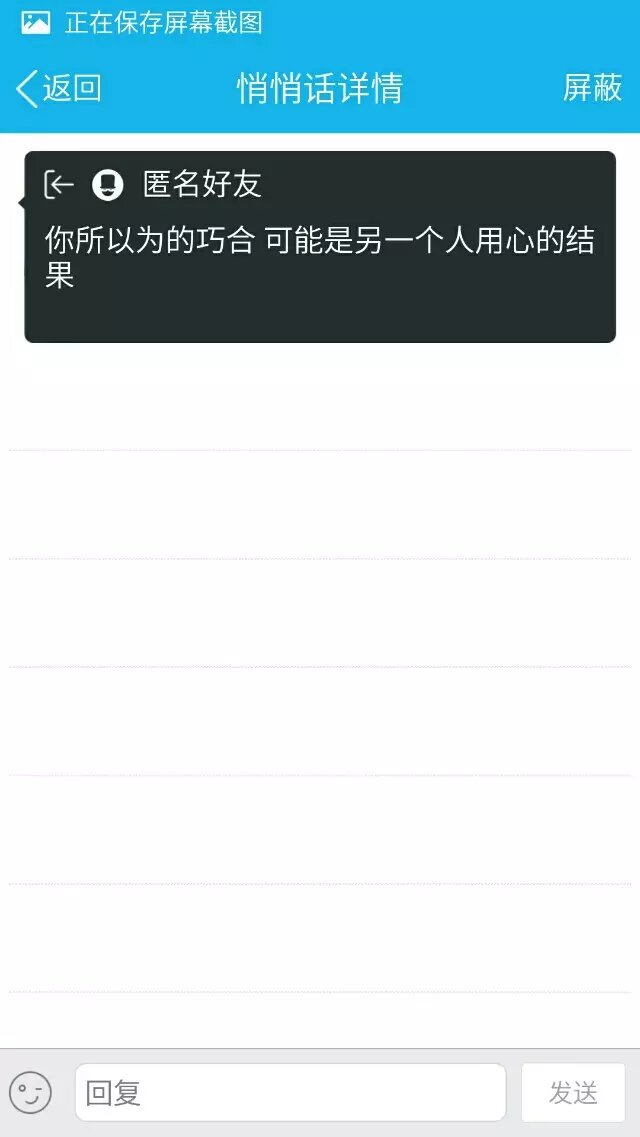 正在保存屏幕截图
返回
悄悄话详情
屏蔽
匿名好友
你所以为的巧合 可能是另一个人用心的结
果
回复
发送